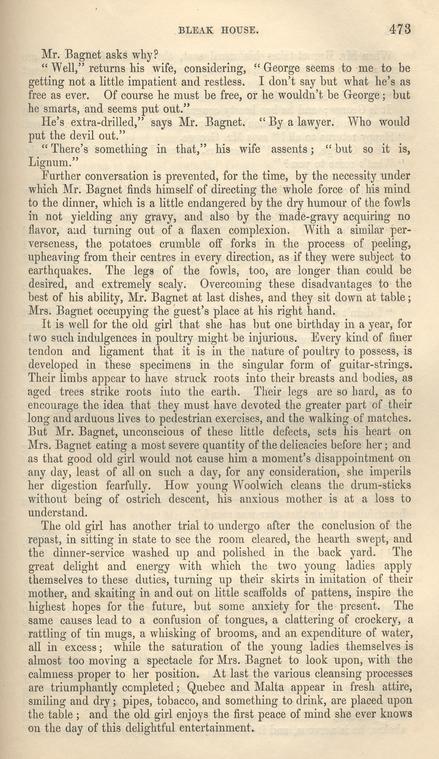 BLEAK HOUSE. 473
Mr. Bagnet asks why?
“Well,” returns his wife, considering, “George seems to me to be
getting not a little impatient and restless. I don’t say but what he’s as
free as ever. Of course he must be free, or he wouldn’t be George; but
he smarts, and seems put out.”
He’s extra-drilled,” says Mr. Bagnet. “By a lawyer. Who would
put the devil out.”
“There’s something in that,” his wife assents; “but so it is,
Lignum.”
Further conversation is prevented, for the time, by the necessity under
which Mr. Bagnet finds himself of directing the whole force of his mind
to the dinner, which is a little endangered by the dry humour of the fowls
in not yielding any gravy, and also by the made-gravy acquiring no
flavor, and turning out of a flaxen complexion. With a similar per-
verseness, the potatoes crumble off forks in the process of peeling,
upheaving from their centres in every direction, as if they were subject to
earthquakes. The legs of the fowls, too, are longer than could be
desired, and extremely scaly. Overcoming these disadvantages to the
best of his ability, Mr. Bagnet at last dishes, and they sit down at table;
Mrs. Bagnet occupying the guest’s place at his right hand.
It is well for the old girl that she has but one birthday in a year, for
two such indulgences in poultry might be injurious. Every kind of finer
tendon and ligament that it is in the nature of poultry to possess, is
developed in these specimens in the singular form of guitar-strings.
Their limbs appear to have struck roots into their breasts and bodies, as
aged trees strike roots into the earth. Their legs are so hard, as to
encourage the idea that they must have devoted the greater part of their
long and arduous lives to pedestrian exercises, and the walking of matches.
But Mr. Bagnet, unconscious of these little defects, sets his heart on
Mrs. Bagnet eating a most severe quantity of the delicacies before her; and
as that good old girl would not cause him a moment’s disappointment on
any day, least of all on such a day, for any consideration, she imperils
her digestion fearfully. How young Woolwich cleans the drum-sticks
without being of ostrich descent, his anxious mother is at a loss to
understand.
The old girl has another trial to undergo after the conclusion of the
repast, in sitting in state to see the room cleared, the hearth swept, and
the dinner-service washed up and polished in the back yard. The
great delight and energy with which the two young ladies apply
themselves to these duties, turning up their skirts in imitation of their
mother, and skaiting in and out on little scaffolds of pattens, inspire the
highest hopes for the future, but some anxiety for the present. The
same causes lead to a confusion of tongues, a clattering of crockery, a
rattling of tin mugs, a whisking of brooms, and an expenditure of water,
all in excess; while the saturation of the young ladies themselves is
almost too moving a spectacle for Mrs. Bagnet to look upon, with the
calmness proper to her position. At last the various cleansing processes
are triumphantly completed; Quebec and Malta appear in fresh attire,
smiling and dry; pipes, tobacco, and something to drink, are placed upon
the table; and the old girl enjoys the first peace of mind she ever knows
on the day of this delightful entertainment.